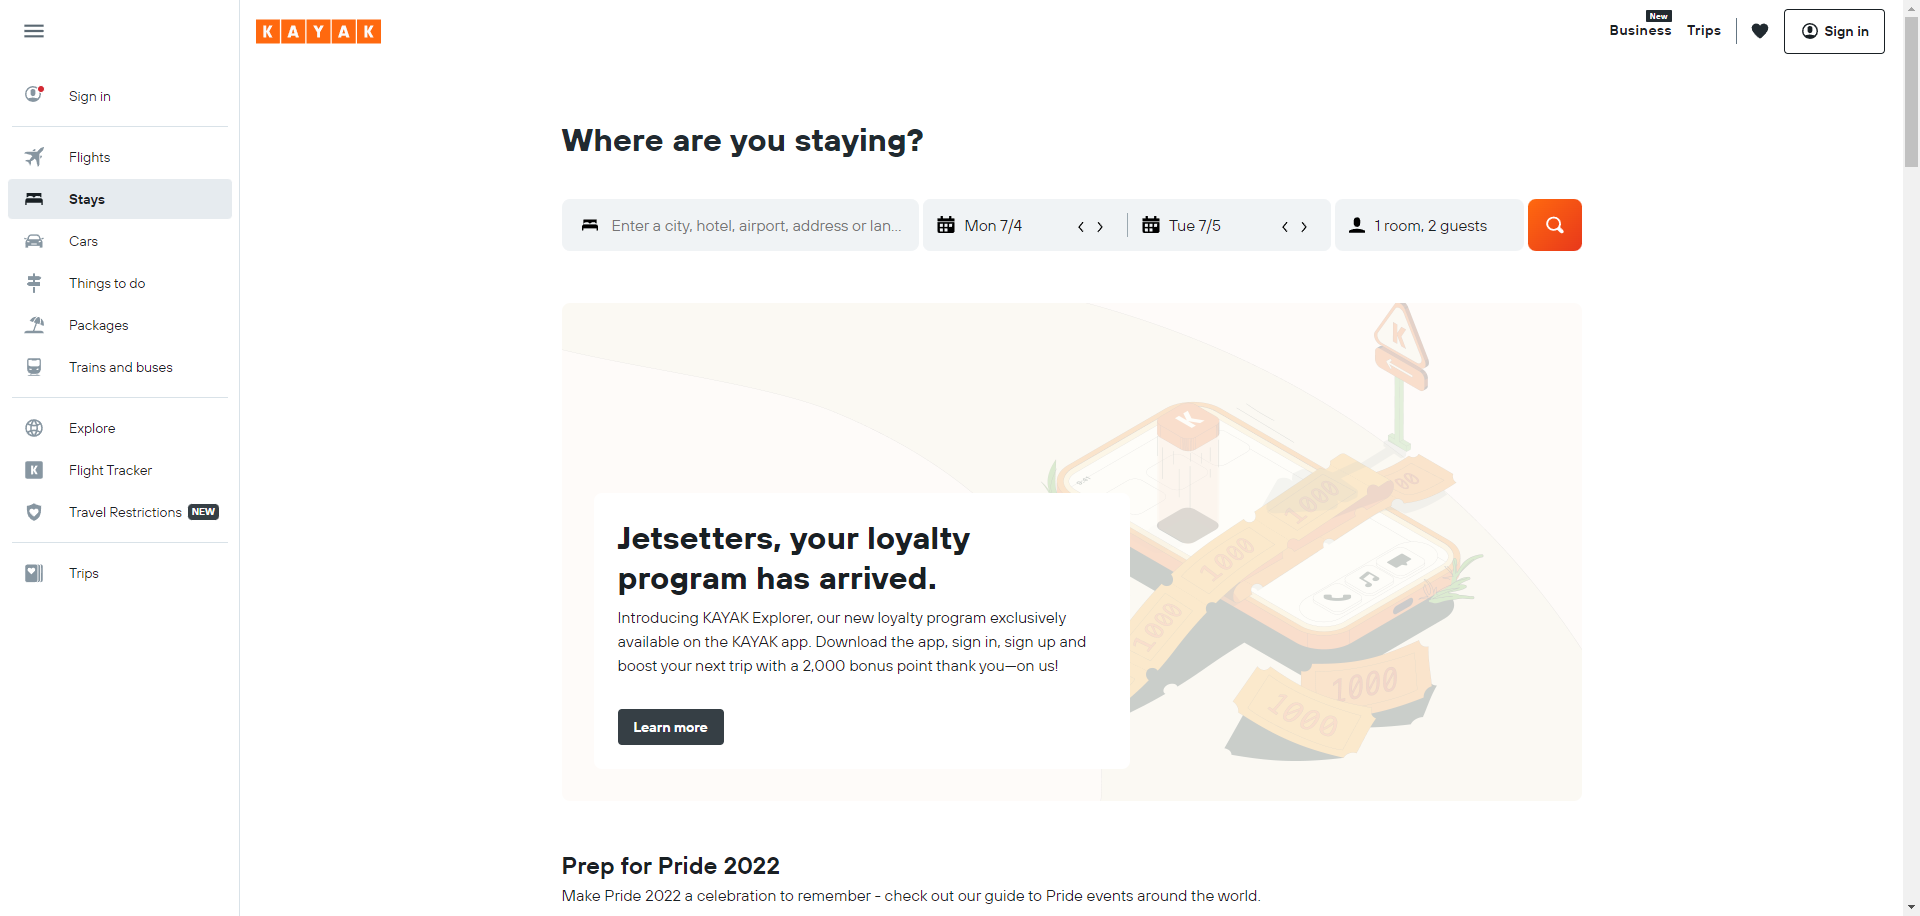 KAYAK
New
Business
Trips
Sign in
Sign in
Flights
Stays
Cars
Things to do
Packages
Trains and buses
Explore
K
Flight Tracker
Travel Restrictions NEW
Trips
Where are you staying?
Enter a city, hotel, airport, address or lan...
Mon 7/4
Tue 7/5
1 room, 2 guests
K
K
1000
00
1000
1000
1000
1000
Jetsetters, your loyalty
program has arrived.
Introducing KAYAK Explorer, our new loyalty program exclusively
available on the KAYAK app. Download the app, sign in, sign up and
boost your next trip with a 2,000 bonus point thank you—on us!
Learn more
Prep for Pride 2022
Make Pride 2022 a celebration to remember - check out our guide to Pride events around the world.